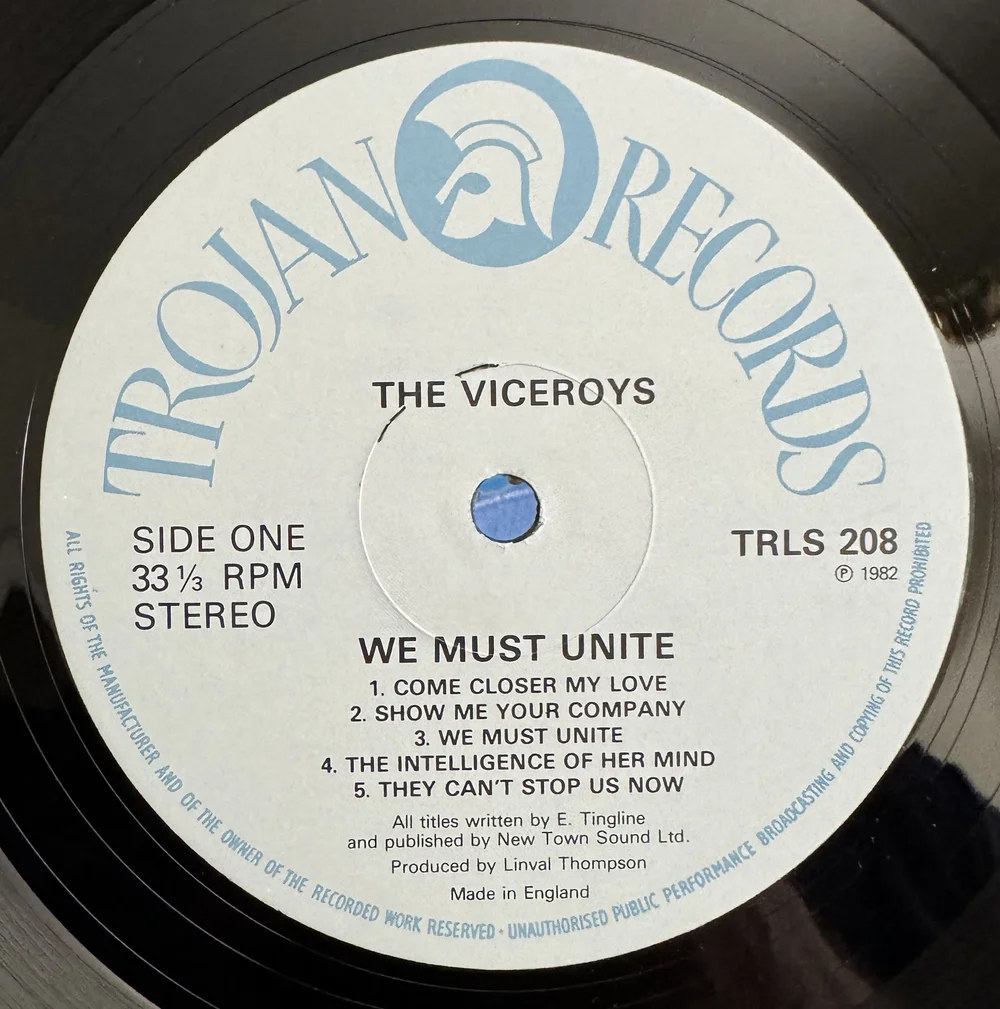 TROJAN RECORDS
THE VICEROYS
SIDE ONE
33 ⅓ RPM
STEREO
TRLS 208
℗ 1982
WE MUST UNITE
1. COME CLOSER MY LOVE
2. SHOW ME YOUR COMPANY
3. WE MUST UNITE
4. THE INTELLIGENCE OF HER MIND
5. THEY CAN'T STOP US NOW
All titles written by E. Tingline
and published by New Town Sound Ltd.
Produced by Linval Thompson
Made in England
ALL RIGHTS OF THE MANUFACTURER AND OF THE OWNER OF THE RECORDED WORK RESERVED · UNAUTHORISED PUBLIC PERFORMANCE BROADCASTING AND COPYING OF THIS RECORD PROHIBITED